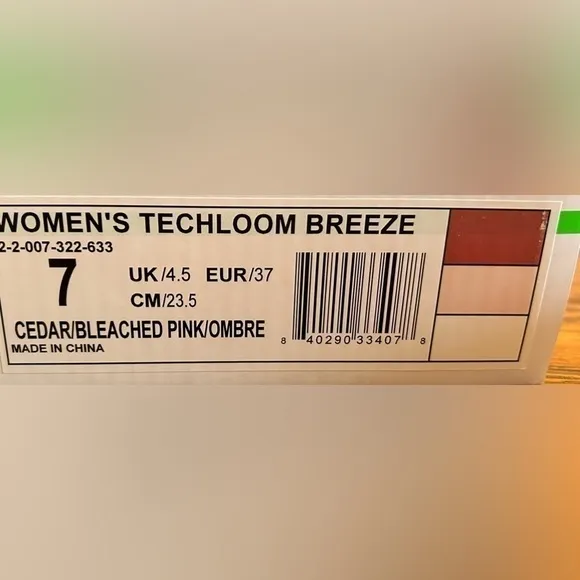 WOMEN'S TECHLOOM BREEZE
2-2-007-322-633
7 UK/4.5 EUR/37
CM/23.5
CEDAR/BLEACHED PINK/OMBRE
MADE IN CHINA
8 40290 33407 8